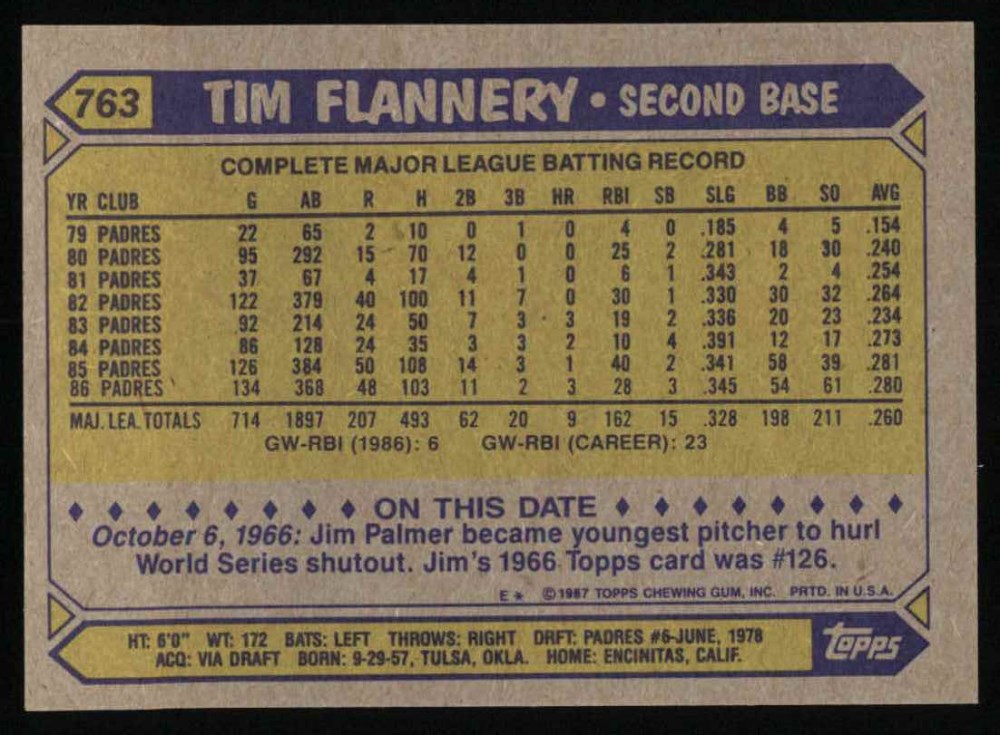 763 TIM FLANNERY • SECOND BASE
COMPLETE MAJOR LEAGUE BATTING RECORD
YR CLUB G AB R H 2B 3B HR RBI SB SLG BB SO AVG
79 PADRES 22 65 2 10 0 1 0 4 0 .185 4 5 .154
80 PADRES 95 292 15 70 12 0 0 25 2 .281 18 30 .240
81 PADRES 37 67 4 17 4 1 0 6 1 .343 2 4 .254
82 PADRES 122 379 40 100 11 7 0 30 1 .330 30 32 .264
83 PADRES 92 214 24 50 7 3 3 19 2 .336 20 23 .234
84 PADRES 86 128 24 35 3 3 2 10 4 .391 12 17 .273
85 PADRES 126 384 50 108 14 3 1 40 2 .341 58 39 .281
86 PADRES 134 368 48 103 11 2 3 28 3 .345 54 61 .280
MAJ. LEA. TOTALS 714 1897 207 493 62 20 9 162 15 .328 198 211 .260
GW-RBI (1986): 6 GW-RBI (CAREER): 23
♦ ♦ ♦ ♦ ♦ ♦ ♦ ♦ ON THIS DATE ♦ ♦ ♦ ♦ ♦ ♦ ♦ ♦
October 6, 1966: Jim Palmer became youngest pitcher to hurl
World Series shutout. Jim's 1966 Topps card was #126.
E* ©1987 TOPPS CHEWING GUM, INC. PRTD. IN U.S.A.
HT: 6'0" WT: 172 BATS: LEFT THROWS: RIGHT DRFT: PADRES #6-JUNE, 1978
ACQ: VIA DRAFT BORN: 9-29-57, TULSA, OKLA. HOME: ENCINITAS, CALIF.
topps